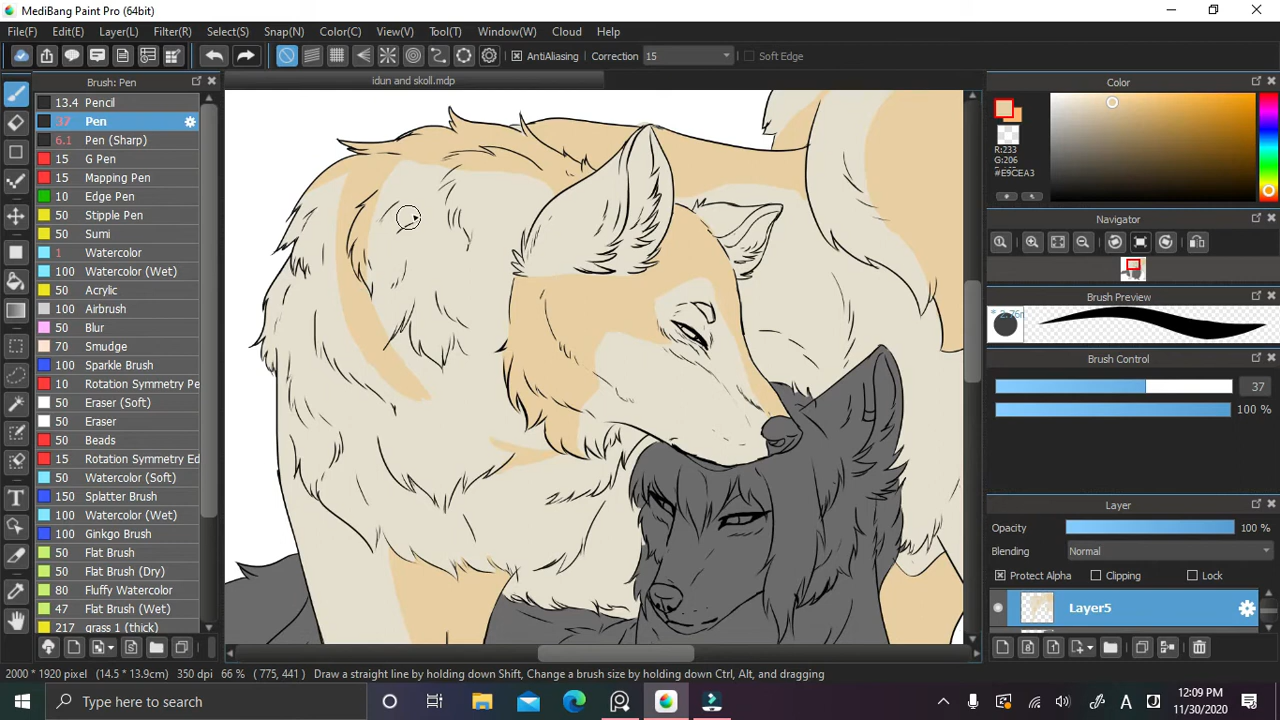 MediBang Paint Pro (64bit)
File(F) Edit(E) Layer(L) Filter(R) Select(S) Snap(N) Color(C) View(V) Tool(T) Window(W) Cloud Help
AntiAliasing Correction 15 Soft Edge
Brush: Pen
idun and skoll.mdp
Color
13.4 Pencil
37 Pen
6.1 Pen (Sharp)
15 G Pen
15 Mapping Pen
10 Edge Pen
50 Stipple Pen
50 Sumi
1 Watercolor
100 Watercolor (Wet)
50 Acrylic
100 Airbrush
50 Blur
70 Smudge
100 Sparkle Brush
10 Rotation Symmetry Pe
50 Eraser (Soft)
50 Eraser
50 Beads
15 Rotation Symmetry Ed
50 Watercolor (Soft)
150 Splatter Brush
100 Watercolor (Wet)
100 Ginkgo Brush
50 Flat Brush
50 Flat Brush (Dry)
80 Fluffy Watercolor
47 Flat Brush (Wet)
217 grass 1 (thick)
R:233
G:206
#E9CEA3
Navigator
Brush Preview
Brush Control
37
100 %
Layer
Opacity 100 %
Blending Normal
Protect Alpha Clipping Lock
Layer5
2000 * 1920 pixel (14.5 * 13.9cm) 350 dpi 66 % ( 775, 441 ) Draw a straight line by holding down Shift, Change a brush size by holding down Ctrl, Alt, and dragging
Type here to search
12:09 PM
11/30/2020